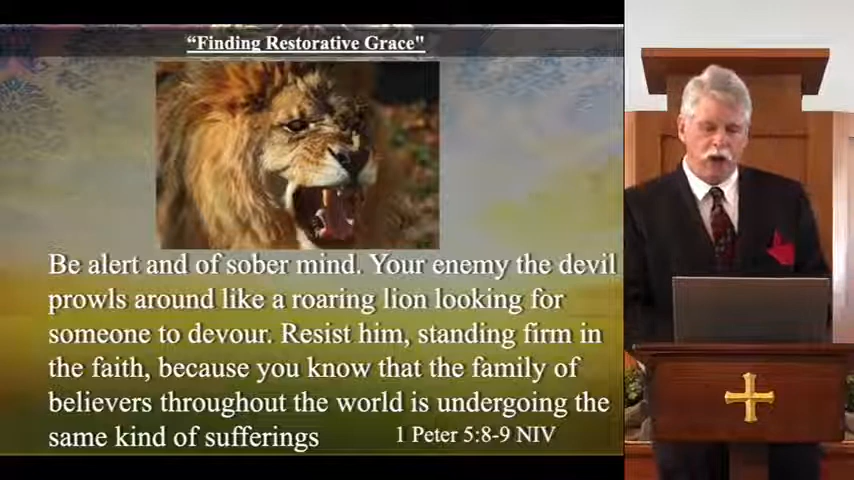 “Finding Restorative Grace"
Be alert and of sober mind. Your enemy the devil
prowls around like a roaring lion looking for
someone to devour. Resist him, standing firm in
the faith, because you know that the family of
believers throughout the world is undergoing the
same kind of sufferings
1 Peter 5:8-9 NIV